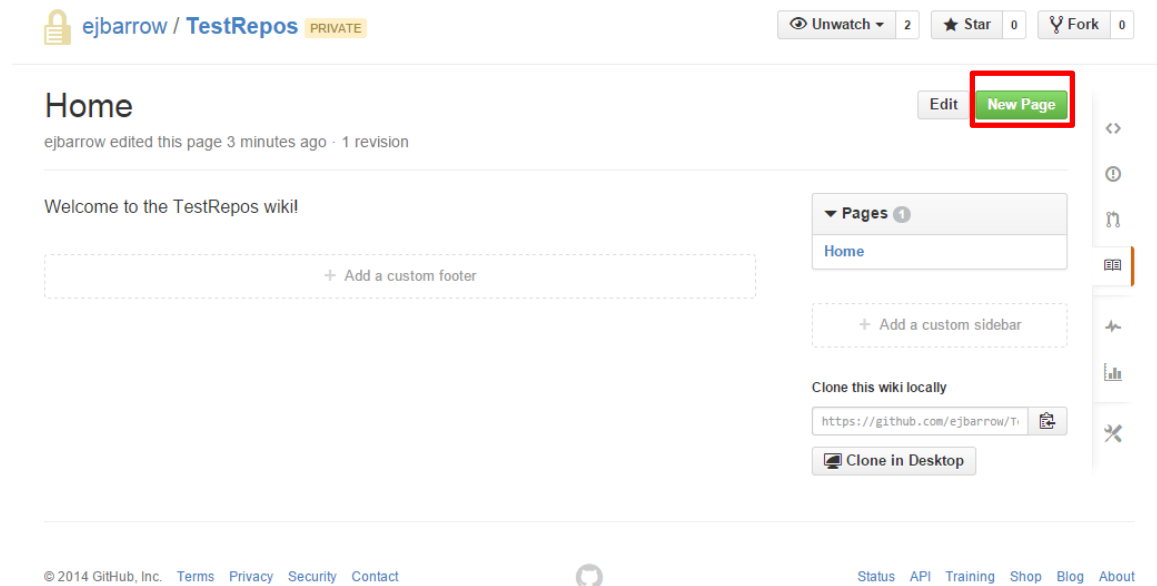 ejbarrow / TestRepos PRIVATE Unwatch 2 Star 0 Fork 0
Home
Edit New Page
ejbarrow edited this page 3 minutes ago · 1 revision
Welcome to the TestRepos wiki!
Pages 1
Home
+ Add a custom footer
+ Add a custom sidebar
Clone this wiki locally
https://github.com/ejbarrow/T
Clone in Desktop
© 2014 GitHub, Inc. Terms Privacy Security Contact
Status API Training Shop Blog About